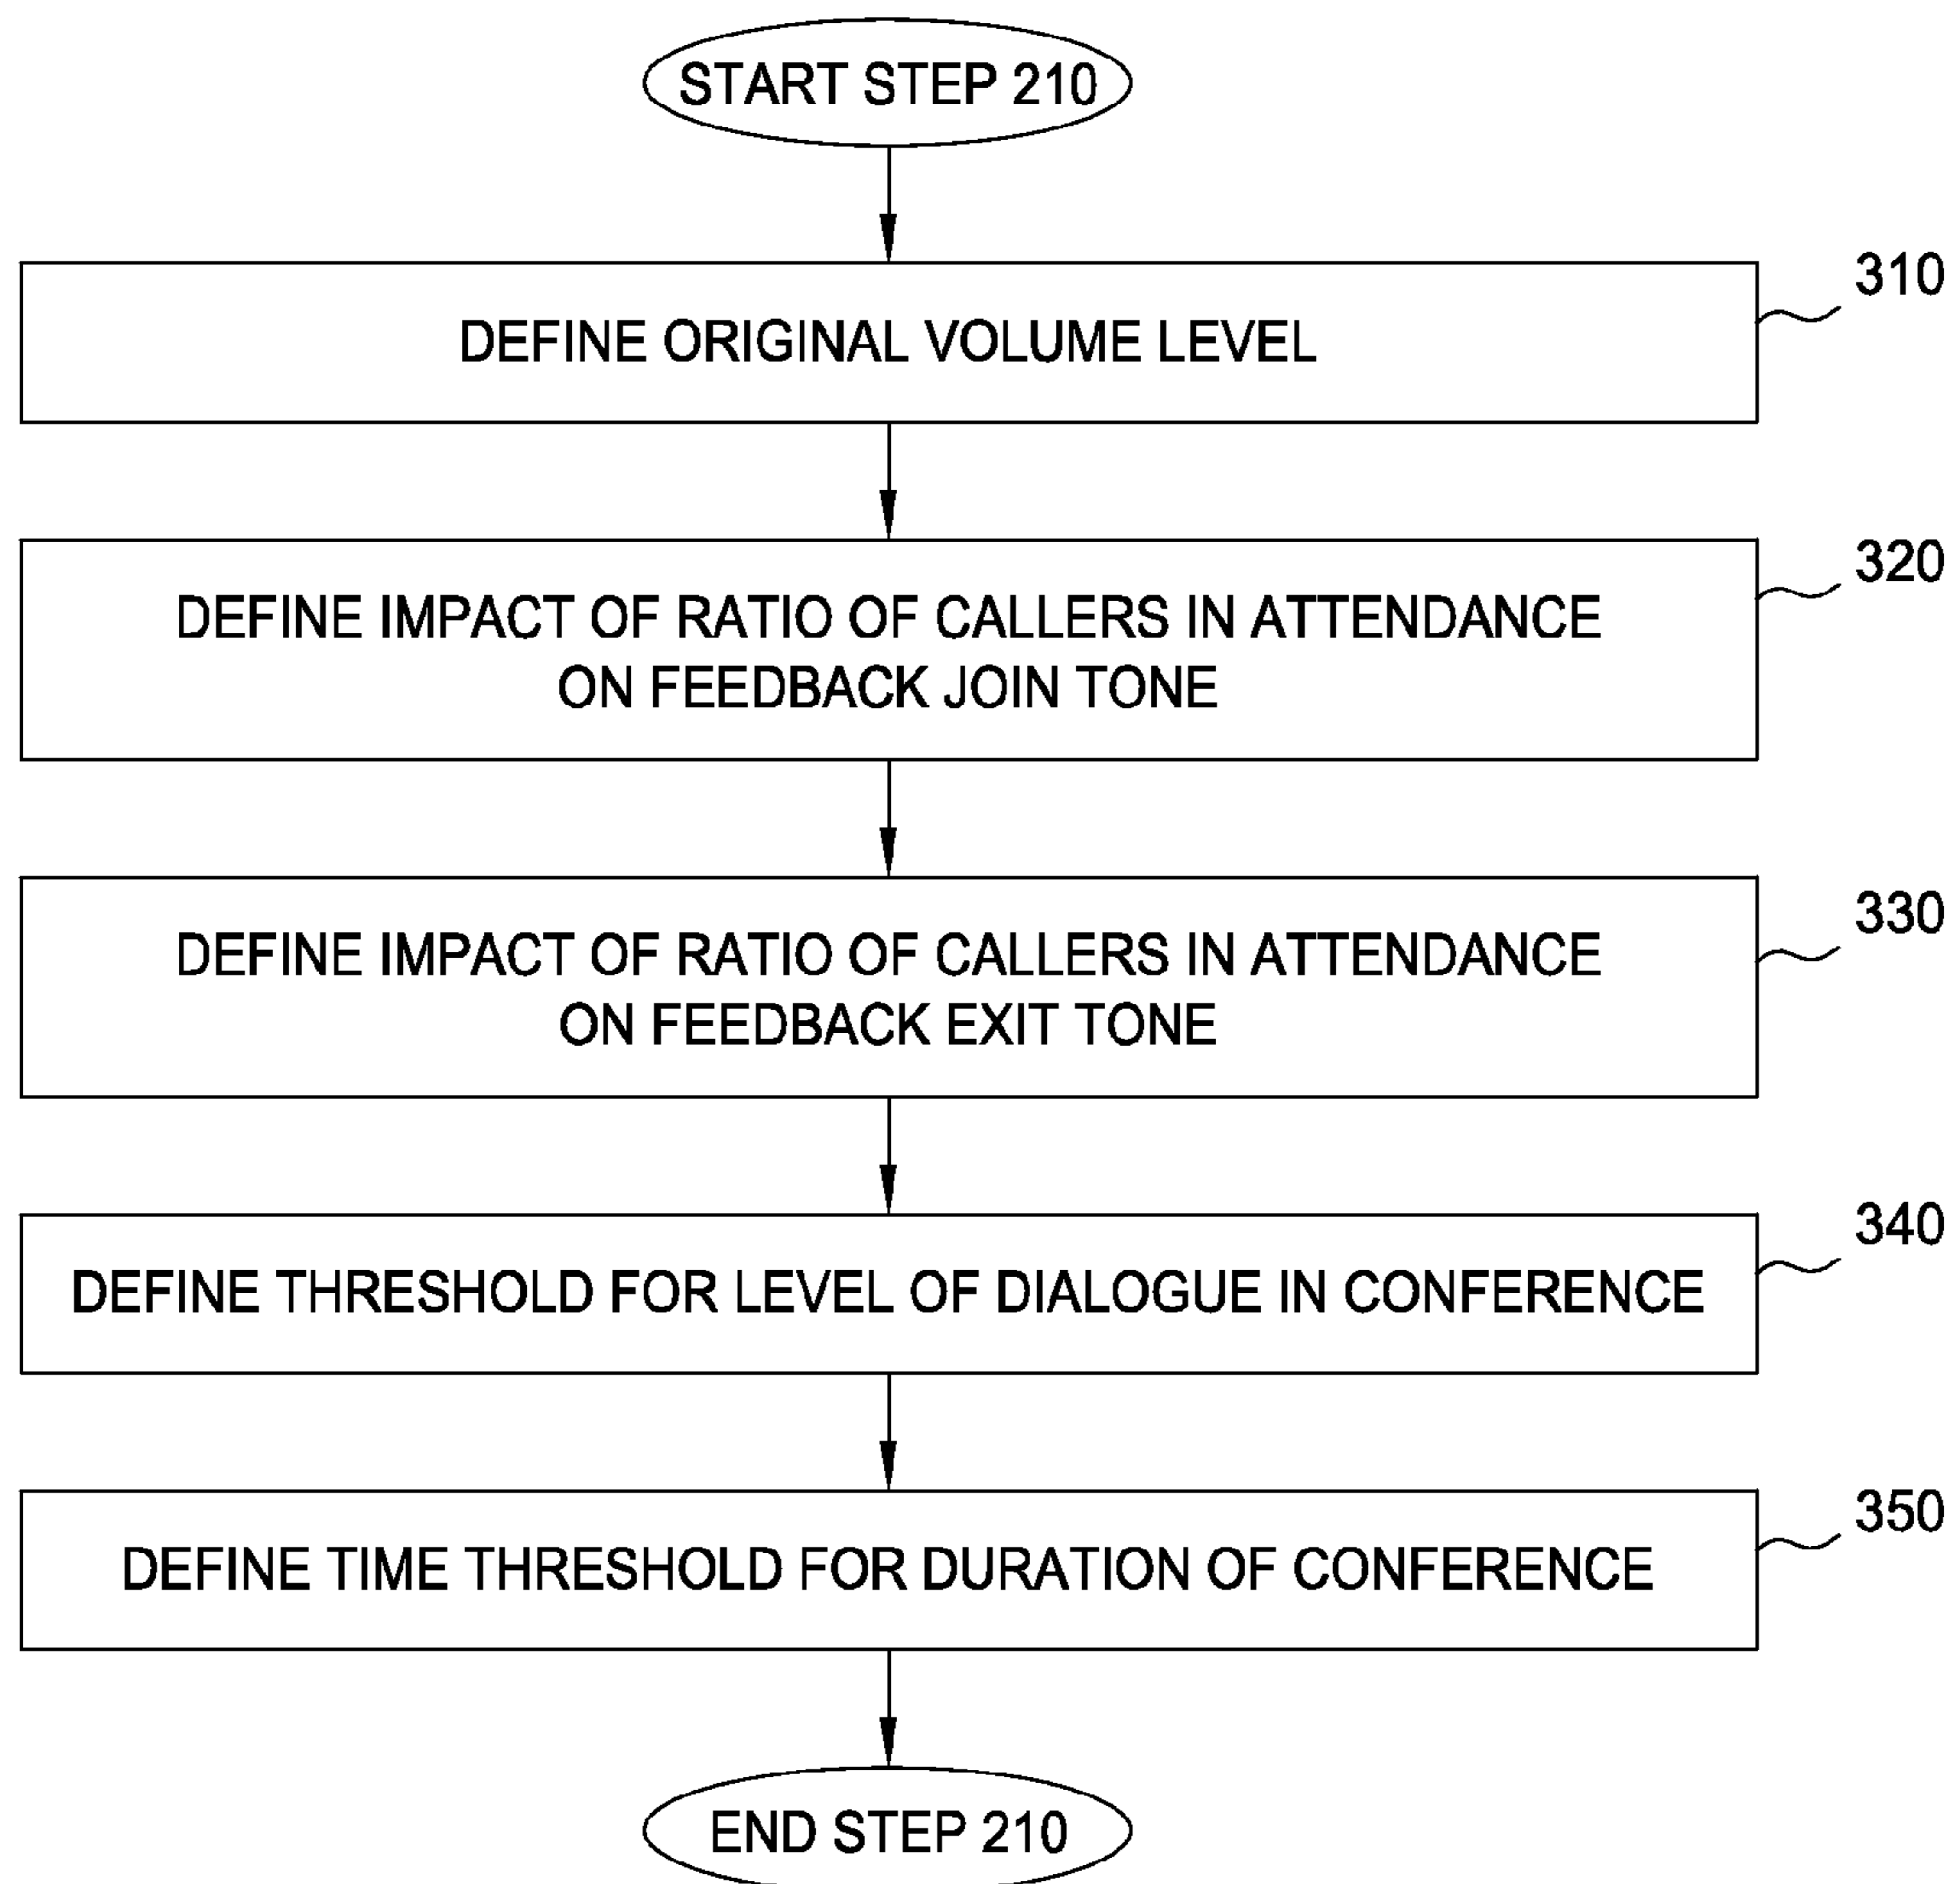 START STEP 210
310
DEFINE ORIGINAL VOLUME LEVEL
320
DEFINE IMPACT OF RATIO OF CALLERS IN ATTENDANCE
ON FEEDBACK JOIN TONE
330
DEFINE IMPACT OF RATIO OF CALLERS IN ATTENDANCE
ON FEEDBACK EXIT TONE
340
DEFINE THRESHOLD FOR LEVEL OF DIALOGUE IN CONFERENCE
350
DEFINE TIME THRESHOLD FOR DURATION OF CONFERENCE
END STEP 210